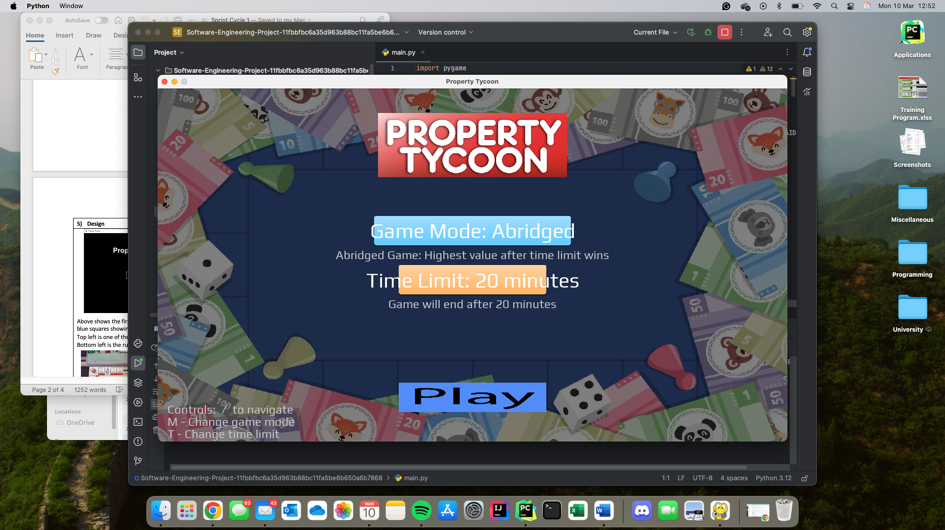 Python Window
Mon 10 Mar 12:52
AutoSave
Sprint Cycle 1 – Saved to my Mac
Home Insert Draw
Paste Font Paragraph
5) Design
Above shows the fir
blue squares showin
Top left is one of the
Bottom left is the ru
Page 2 of 4 1252 words
Locations
OneDrive
SE Software-Engineering-Project-11fbbfbc6a35d963b88bc11fa5be6b6... Version control Current File
Project
main.py
Software-Engineering-Project-11fbbfbc6a35d963b88bc11fa5b
1 import pygame
1 12
Property Tycoon
PROPERTY
TYCOON
Game Mode: Abridged
Abridged Game: Highest value after time limit wins
Time Limit: 20 minutes
Game will end after 20 minutes
Play
Controls: / to navigate
M - Change game mode
T - Change time limit
Software-Engineering-Project-11fbbfbc6a35d963b88bc11fa5be6b650a6b7868 > main.py
1:1 LF UTF-8 4 spaces Python 3.12
Applications
Training
Program.xlsx
Screenshots
Miscellaneous
Programming
University